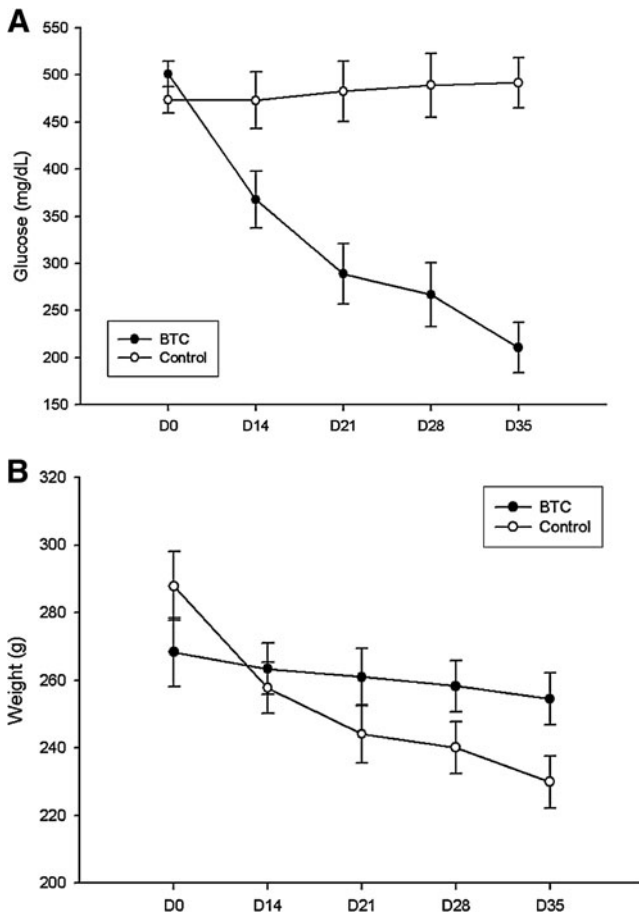 A
550
500
450
400
350
300
250
200
150
Glucose (mg/dL)
BTC
Control
D0 D14 D21 D28 D35
B
320
300
280
260
240
220
200
Weight (g)
BTC
Control
D0 D14 D21 D28 D35